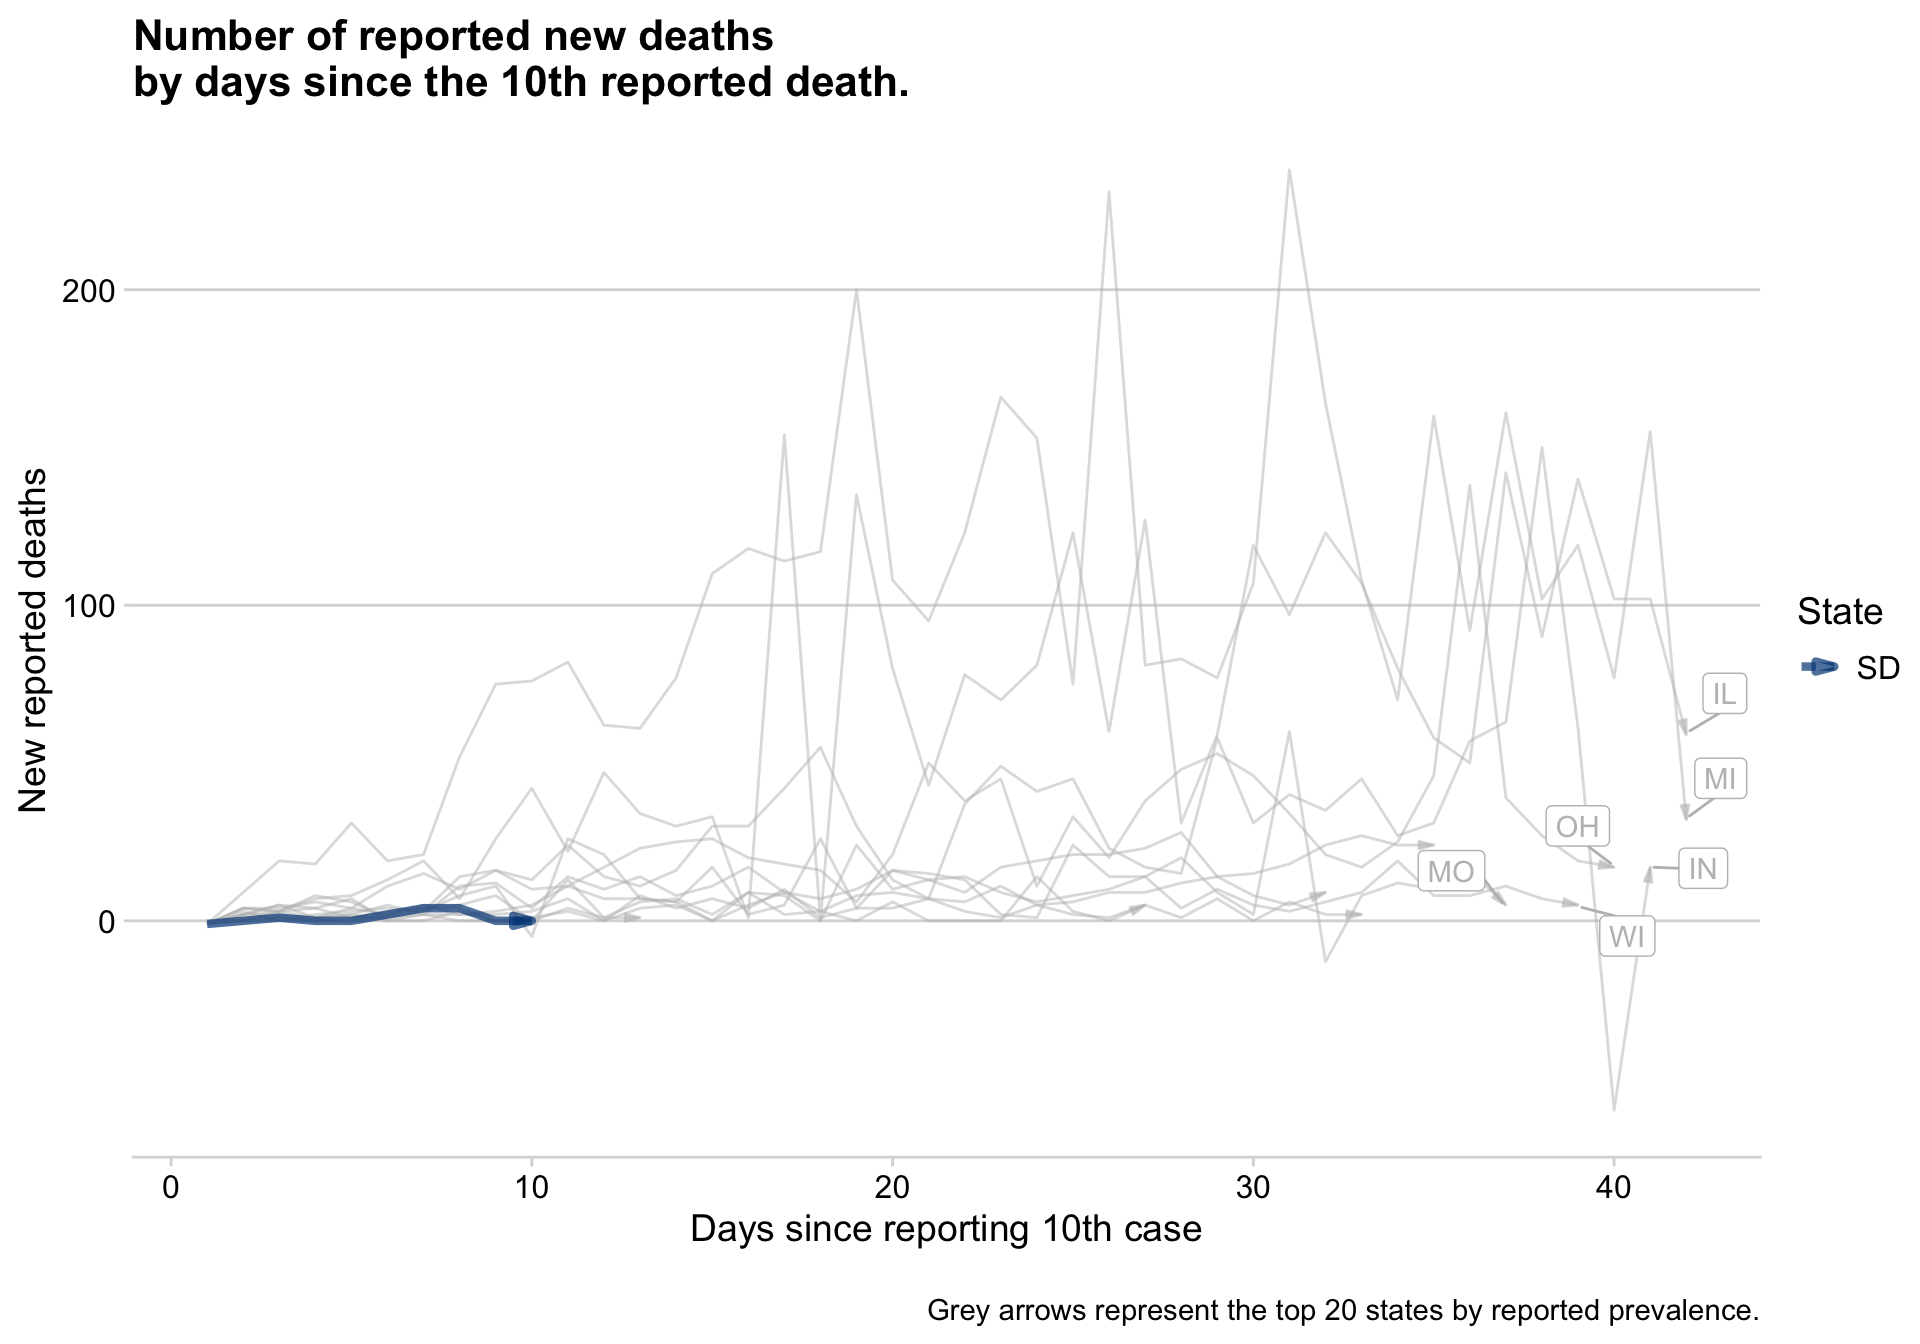 Number of reported new deaths
by days since the 10th reported death.
200
100
0
New reported deaths
IL
MI
OH
MO
IN
WI
State
SD
0
10
20
30
40
Days since reporting 10th case
Grey arrows represent the top 20 states by reported prevalence.